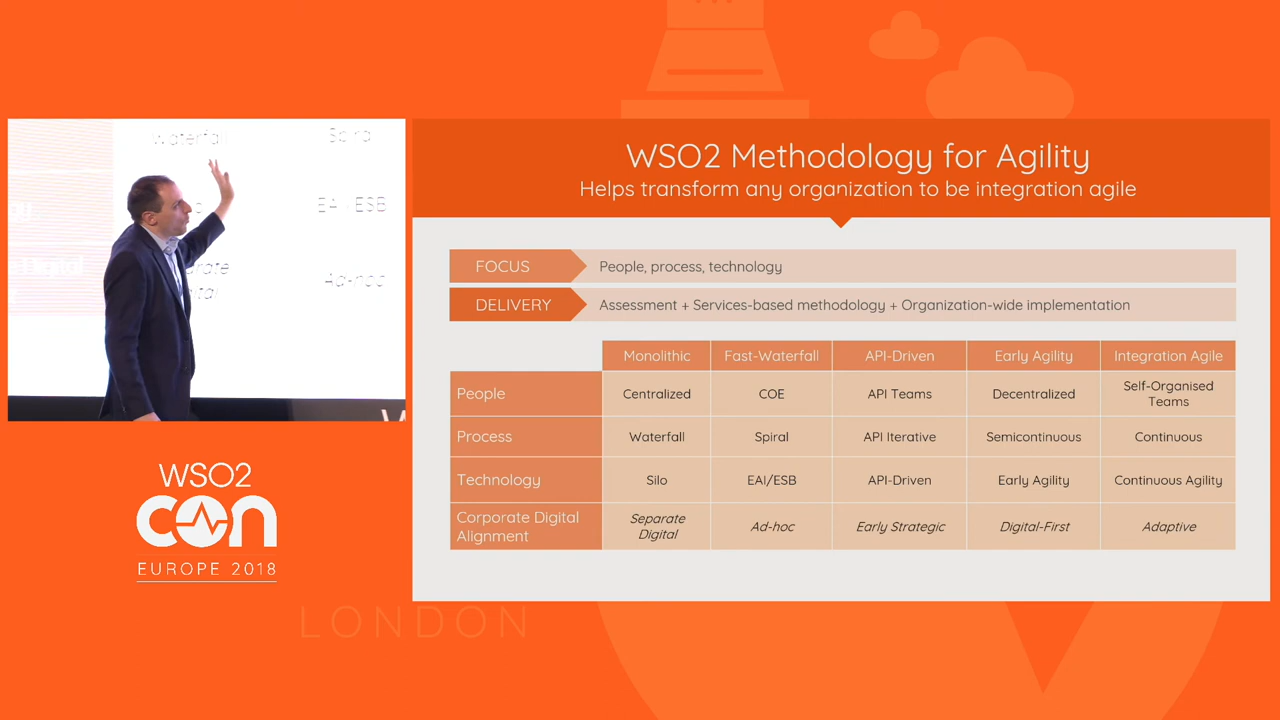 Waterfall
Spiral
EAI/ESB
Ad-hoc
WSO2
CON
EUROPE 2018
LONDON
WSO2 Methodology for Agility
Helps transform any organization to be integration agile
FOCUS People, process, technology
DELIVERY Assessment + Services-based methodology + Organization-wide implementation
Monolithic Fast-Waterfall API-Driven Early Agility Integration Agile
People Centralized COE API Teams Decentralized Self-Organised Teams
Process Waterfall Spiral API Iterative Semicontinuous Continuous
Technology Silo EAI/ESB API-Driven Early Agility Continuous Agility
Corporate Digital Alignment Separate Digital Ad-hoc Early Strategic Digital-First Adaptive